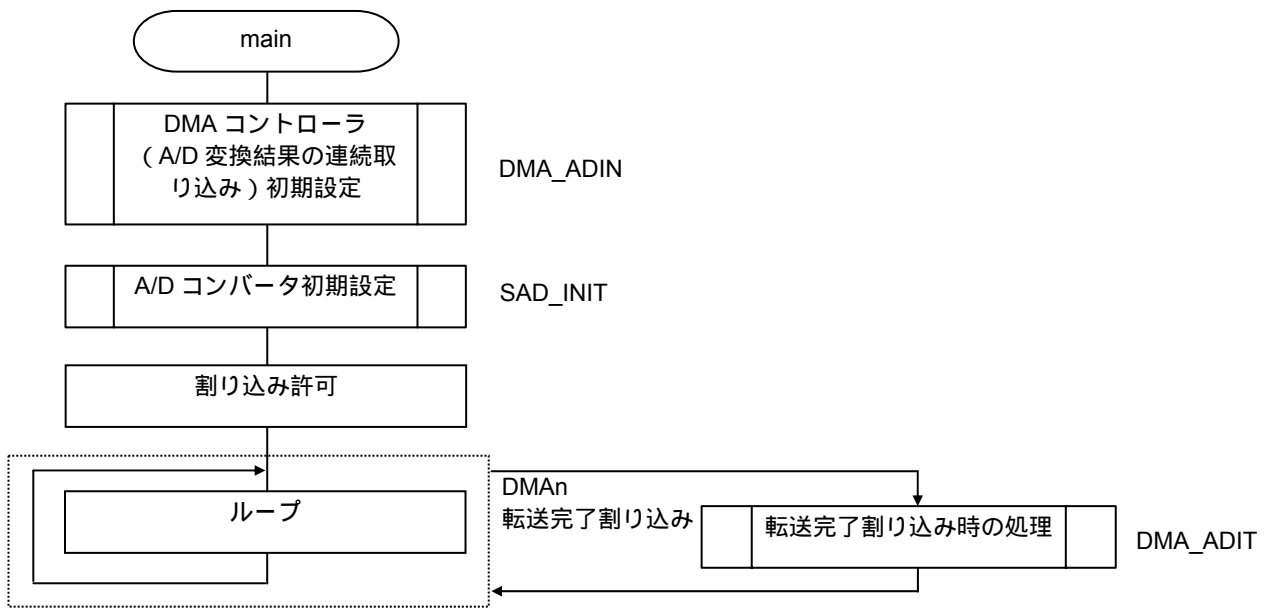 main
DMA コントローラ
（A/D 変換結果の連続取
り込み）初期設定
DMA_ADIN
A/D コンバータ初期設定
SAD_INIT
割り込み許可
ループ
DMAn
転送完了割り込み
転送完了割り込み時の処理
DMA_ADIT